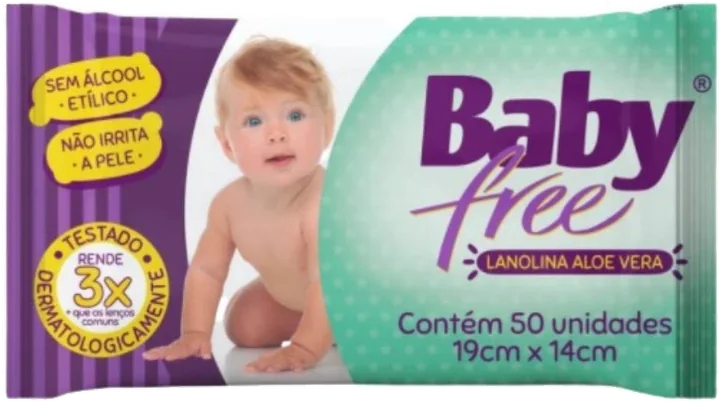 SEM ÁLCOOL
• ETÍLICO •
NÃO IRRITA
• A PELE •
• TESTADO •
DERMATOLOGICAMENTE
RENDE
3x
+ que os lenços
comuns
Baby®
free
LANOLINA ALOE VERA
Contém 50 unidades
19cm x 14cm